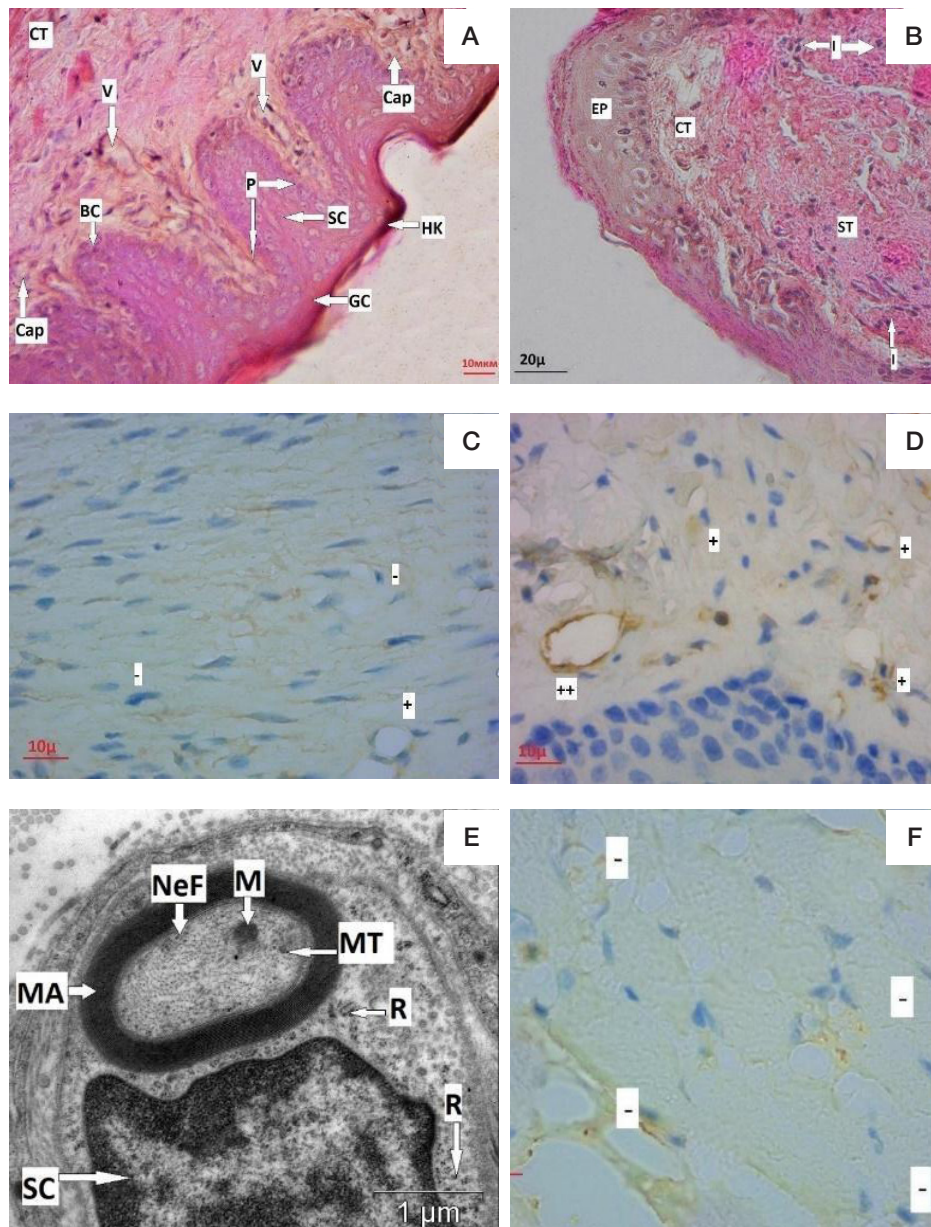 A
CT
V
V
Cap
P
BC
SC
HK
GC
Cap
10мкм
B
I
EP
CT
ST
I
20μ
C
-
-
+
10μ
D
+
+
++
+
10μ
E
NeF
M
MT
MA
R
R
SC
1 μm
F
-
-
-
-